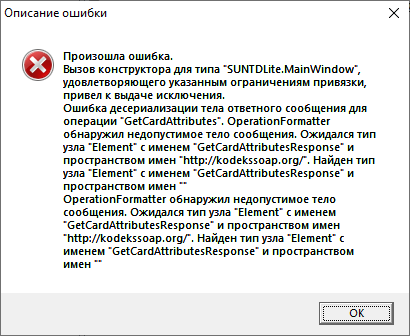 Описание ошибки
Произошла ошибка.
Вызов конструктора для типа "SUNTDLite.MainWindow",
удовлетворяющего указанным ограничениям привязки,
привел к выдаче исключения.
Ошибка десериализации тела ответного сообщения для
операции "GetCardAttributes". OperationFormatter
обнаружил недопустимое тело сообщения. Ожидался тип
узла "Element" с именем "GetCardAttributesResponse" и
пространством имен "http://kodekssoap.org/". Найден тип
узла "Element" с именем "GetCardAttributesResponse" и
пространством имен ""
OperationFormatter обнаружил недопустимое тело
сообщения. Ожидался тип узла "Element" с именем
"GetCardAttributesResponse" и пространством имен
"http://kodekssoap.org/". Найден тип узла "Element" с
именем "GetCardAttributesResponse" и пространством
имен ""
OK